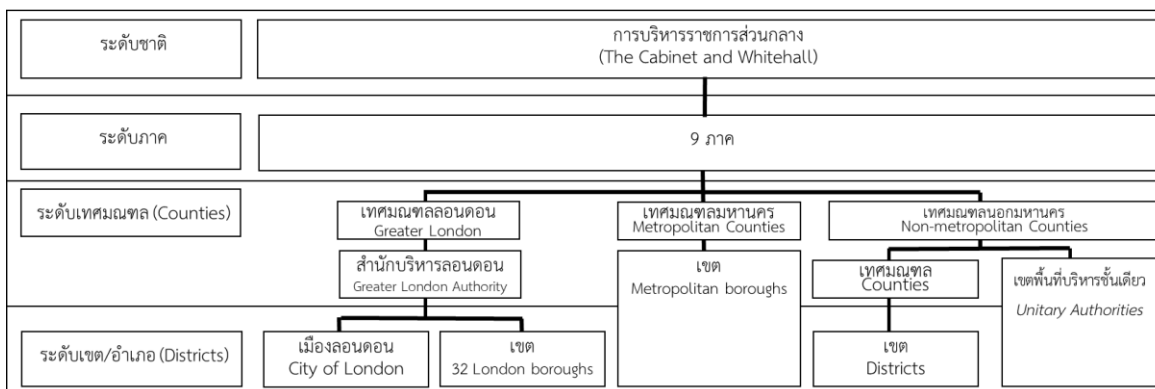 ระดับชาติ
การบริหารราชการส่วนกลาง
(The Cabinet and Whitehall)
ระดับภาค
9 ภาค
ระดับเทศมณฑล (Counties)
เทศมณฑลลอนดอน
Greater London
เทศมณฑลมหานคร
Metropolitan Counties
เทศมณฑลนอกมหานคร
Non-metropolitan Counties
สำนักบริหารลอนดอน
Greater London Authority
เขต
Metropolitan boroughs
เทศมณฑล
Counties
เขตพื้นที่บริหารชั้นเดียว
Unitary Authorities
ระดับเขต/อำเภอ (Districts)
เมืองลอนดอน
City of London
เขต
32 London boroughs
เขต
Districts